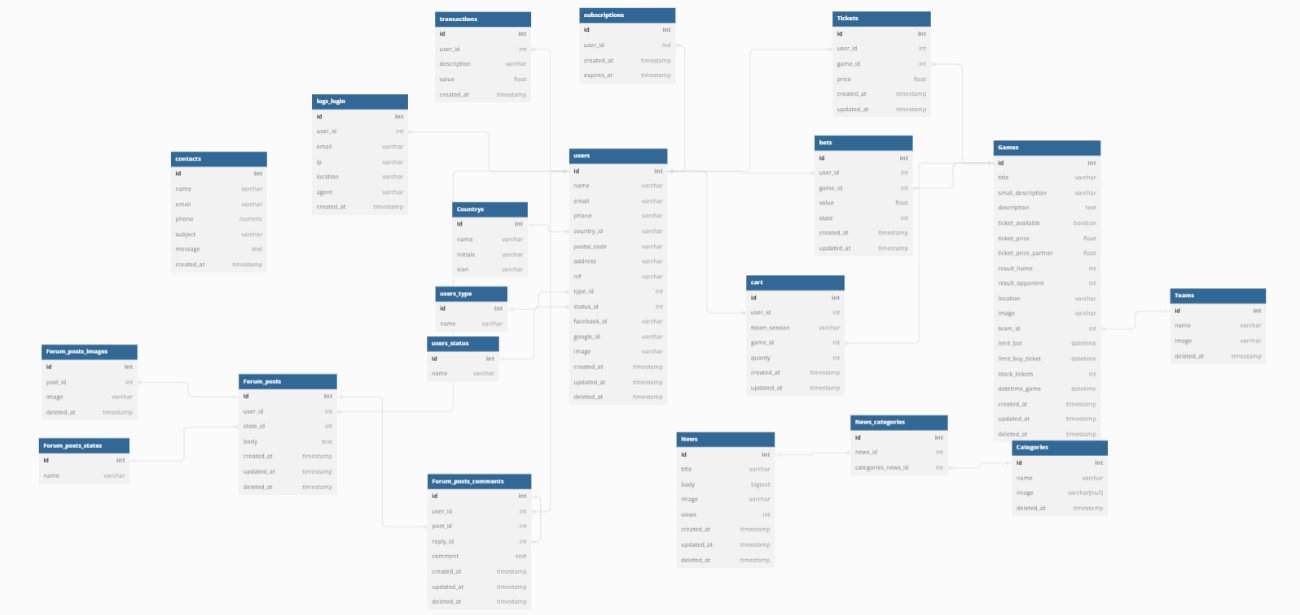 transactions
id int
user_id int
description varchar
value float
created_at timestamp
subscriptions
id int
user_id int
created_at timestamp
expires_at timestamp
Tickets
id int
user_id int
game_id int
price float
created_at timestamp
updated_at timestamp
logs_login
id int
user_id int
email varchar
ip varchar
location varchar
agent varchar
created_at timestamp
contacts
id int
name varchar
email varchar
phone numeric
subject varchar
message text
created_at timestamp
users
id int
name varchar
email varchar
phone varchar
country_id varchar
postal_code varchar
address varchar
nif varchar
type_id int
status_id int
facebook_id varchar
google_id varchar
image varchar
created_at timestamp
updated_at timestamp
deleted_at timestamp
bets
id int
user_id int
game_id int
value float
state int
created_at timestamp
updated_at timestamp
Games
id int
title varchar
small_description varchar
description text
ticket_available boolean
ticket_price float
ticket_price_partner float
result_home int
result_opponent int
location varchar
image varchar
team_id int
limit_bet datetime
limit_buy_ticket datetime
stock_tickets int
datetime_game datetime
created_at timestamp
updated_at timestamp
deleted_at timestamp
Countrys
id int
name varchar
initials varchar
icon varchar
users_type
id int
name varchar
users_status
id int
name varchar
cart
id int
user_id int
token_session varchar
game_id int
quanty int
created_at timestamp
updated_at timestamp
Teams
id int
name varchar
image varchar
deleted_at timestamp
Forum_posts_images
id int
post_id int
image varchar
deleted_at timestamp
Forum_posts
id int
user_id int
state_id int
body text
created_at timestamp
updated_at timestamp
deleted_at timestamp
Forum_posts_states
id int
name varchar
Forum_posts_comments
id int
user_id int
post_id int
reply_id int
comment text
created_at timestamp
updated_at timestamp
deleted_at timestamp
News
id int
title varchar
body bigtext
image varchar
views int
created_at timestamp
updated_at timestamp
deleted_at timestamp
News_categories
id int
news_id int
categories_news_id int
Categories
id int
name varchar
image varchar[null]
deleted_at timestamp